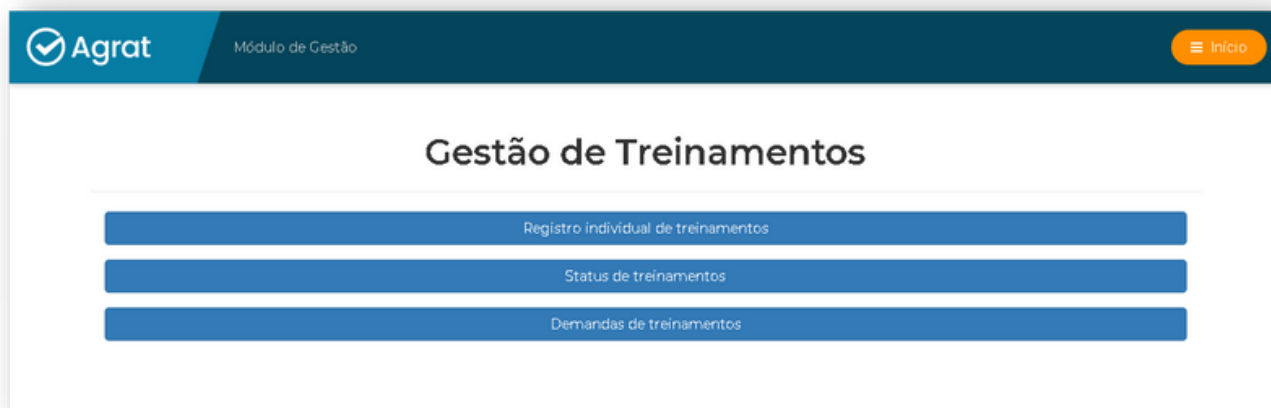 Agrat
Módulo de Gestão
Início
Gestão de Treinamentos
Registro individual de treinamentos
Status de treinamentos
Demandas de treinamentos